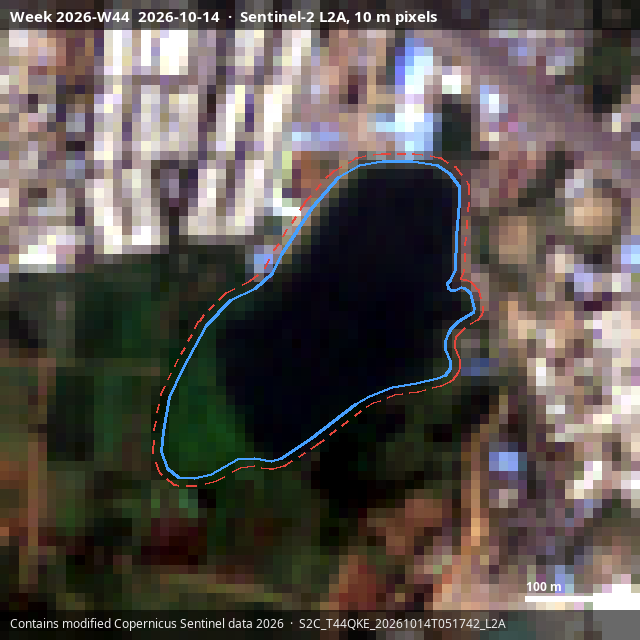 Week 2026-W44  2026-10-14  ·  Sentinel-2 L2A, 10 m pixels
100 m
Contains modified Copernicus Sentinel data 2026  ·  S2C_T44QKE_20261014T051742_L2A